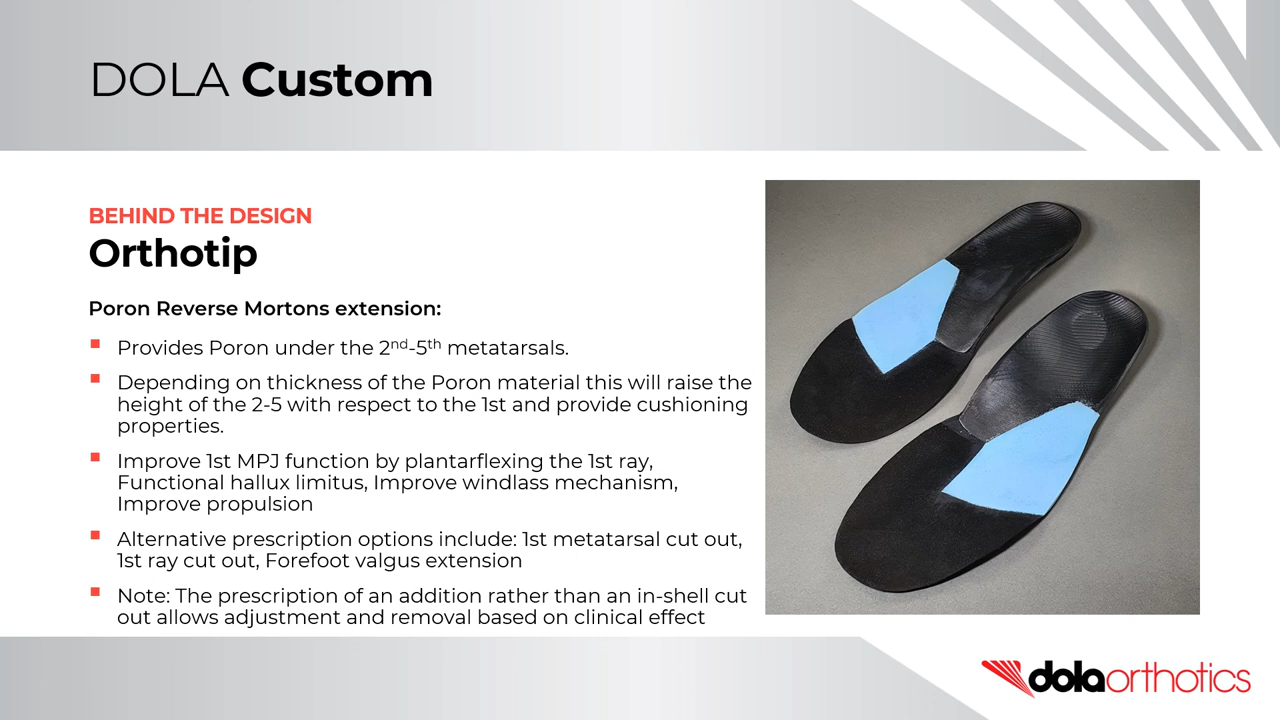 DOLA Custom
BEHIND THE DESIGN
Orthotip
Poron Reverse Mortons extension:
Provides Poron under the 2nd-5th metatarsals.
Depending on thickness of the Poron material this will raise the
height of the 2-5 with respect to the 1st and provide cushioning
properties.
Improve 1st MPJ function by plantarflexing the 1st ray,
Functional hallux limitus, Improve windlass mechanism,
Improve propulsion
Alternative prescription options include: 1st metatarsal cut out,
1st ray cut out, Forefoot valgus extension
Note: The prescription of an addition rather than an in-shell cut
out allows adjustment and removal based on clinical effect
dolaorthotics